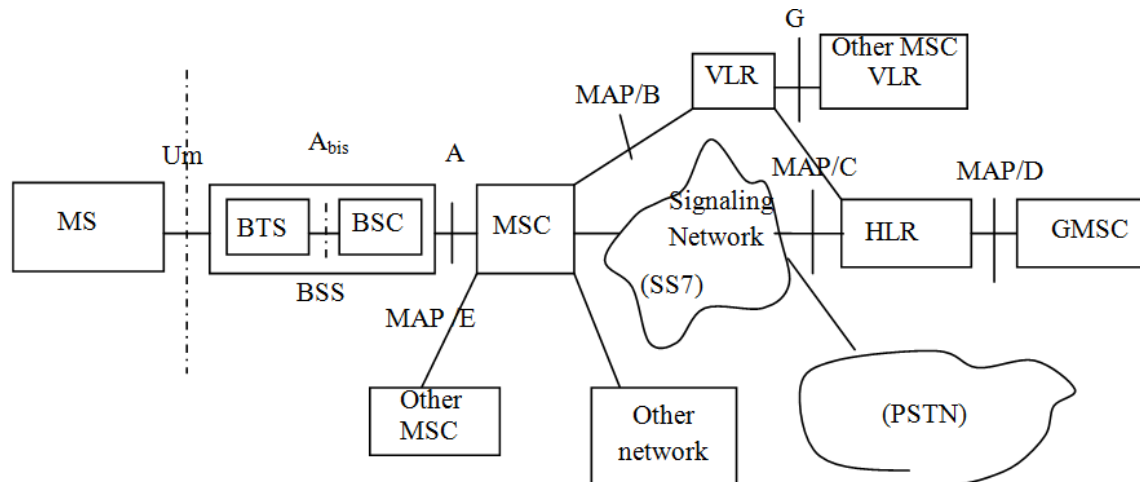 G
Other MSC
VLR
VLR
MAP/B
A_bis
A
Um
MAP/C
MAP/D
MS
BTS
BSC
MSC
Signaling
Network
(SS7)
HLR
GMSC
BSS
MAP /E
Other
MSC
Other
network
(PSTN)